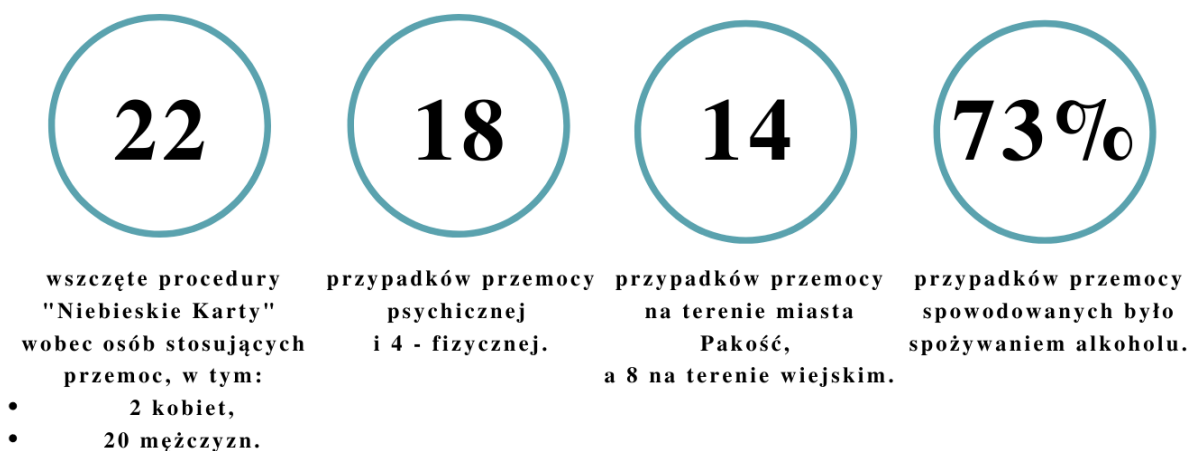 22
wszczęte procedury
"Niebieskie Karty"
wobec osób stosujących
przemoc, w tym:
• 2 kobiet,
• 20 mężczyzn.
18
przypadków przemocy
psychicznej
i 4 - fizycznej.
14
przypadków przemocy
na terenie miasta
Pakość,
a 8 na terenie wiejskim.
73%
przypadków przemocy
spowodowanych było
spożywaniem alkoholu.